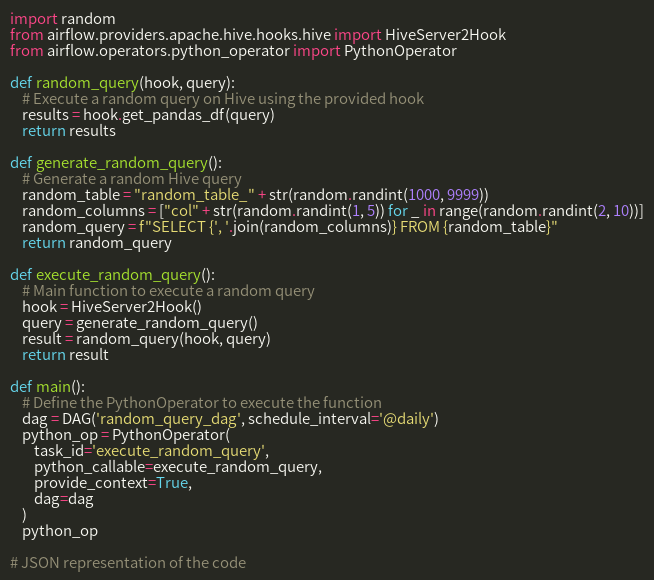 import random
from airflow.providers.apache.hive.hooks.hive import HiveServer2Hook
from airflow.operators.python_operator import PythonOperator

def random_query(hook, query):
    # Execute a random query on Hive using the provided hook
    results = hook.get_pandas_df(query)
    return results

def generate_random_query():
    # Generate a random Hive query
    random_table = "random_table_" + str(random.randint(1000, 9999))
    random_columns = ["col" + str(random.randint(1, 5)) for _ in range(random.randint(2, 10))]
    random_query = f"SELECT {', '.join(random_columns)} FROM {random_table}"
    return random_query

def execute_random_query():
    # Main function to execute a random query
    hook = HiveServer2Hook()
    query = generate_random_query()
    result = random_query(hook, query)
    return result

def main():
    # Define the PythonOperator to execute the function
    dag = DAG('random_query_dag', schedule_interval='@daily')
    python_op = PythonOperator(
        task_id='execute_random_query',
        python_callable=execute_random_query,
        provide_context=True,
        dag=dag
    )
    python_op

# JSON representation of the code